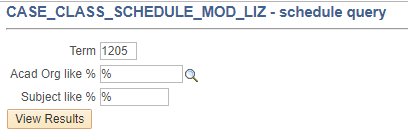 CASE_CLASS_SCHEDULE_MOD_LIZ - schedule query
Term 1205
Acad Org like % %
Subject like % %
View Results